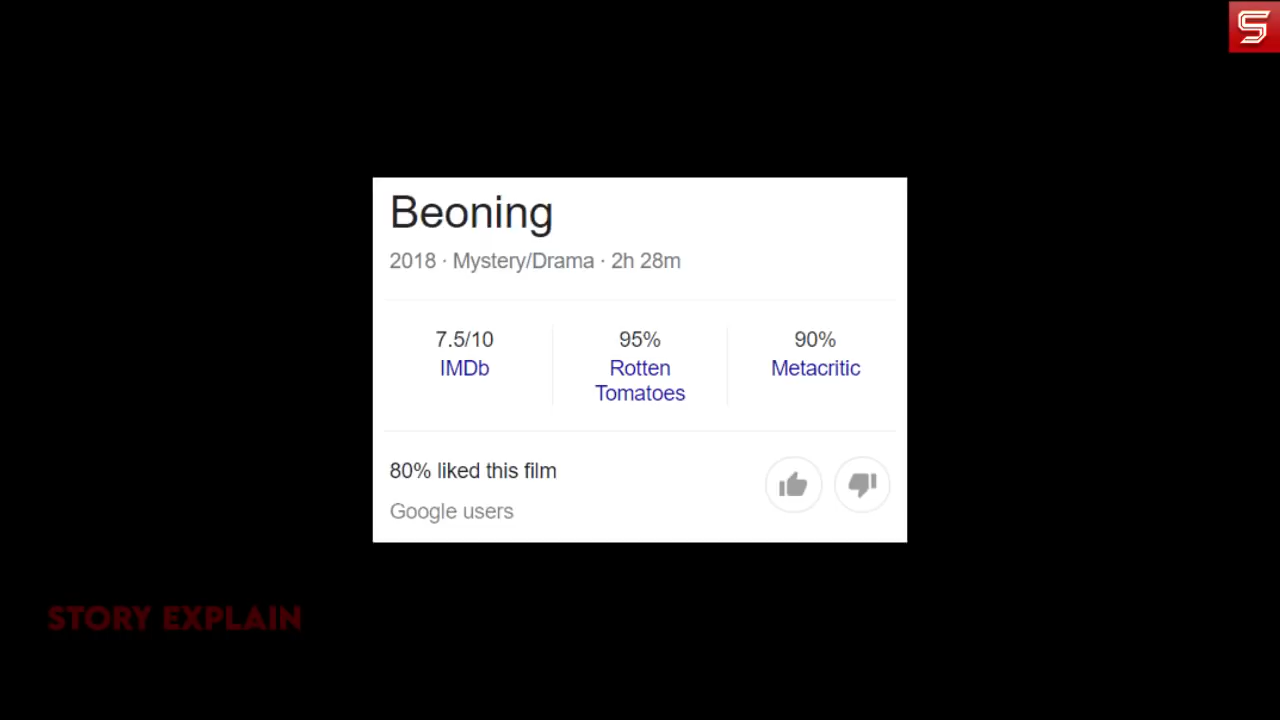 S
Beoning
2018 · Mystery/Drama · 2h 28m
7.5/10
IMDb
95%
Rotten
Tomatoes
90%
Metacritic
80% liked this film
Google users
STORY EXPLAIN